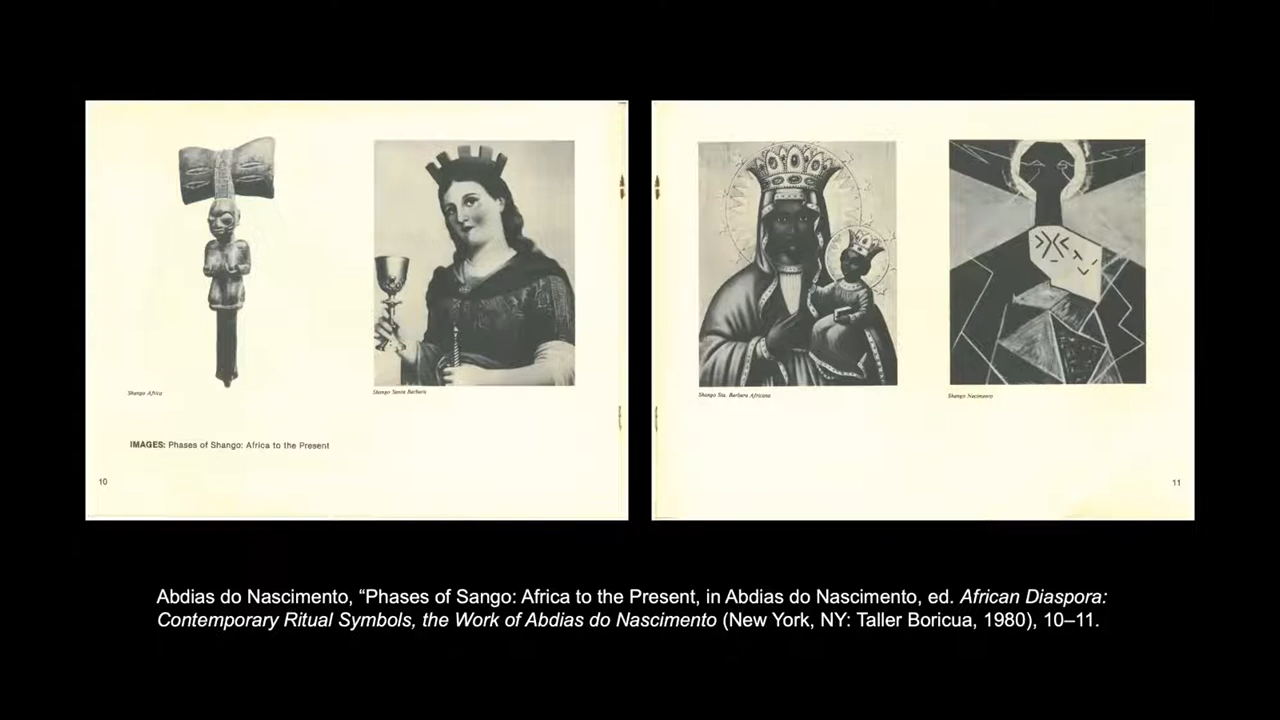 Shango Africa
Shango Santa Barbara
IMAGES: Phases of Shango: Africa to the Present
10
Shango Sta. Barbara Africana
Shango Nacimento
11
Abdias do Nascimento, “Phases of Sango: Africa to the Present, in Abdias do Nascimento, ed. African Diaspora:
Contemporary Ritual Symbols, the Work of Abdias do Nascimento (New York, NY: Taller Boricua, 1980), 10–11.